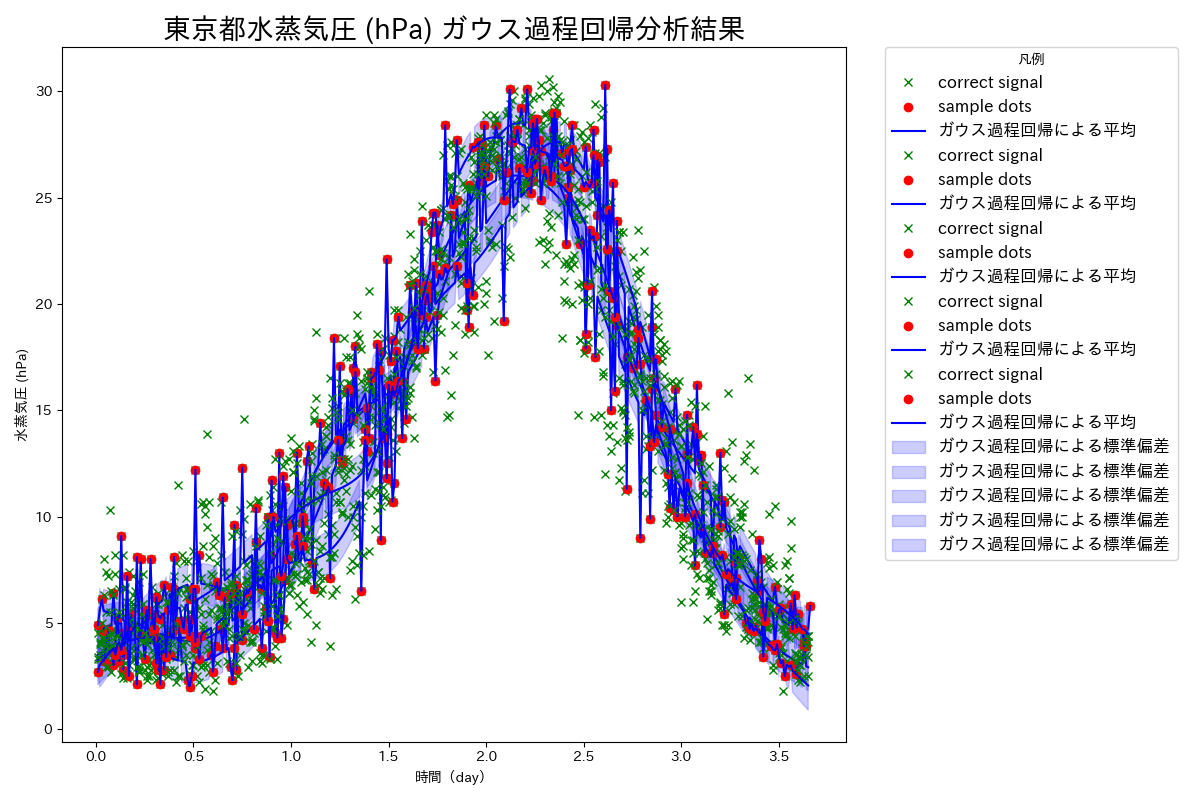 東京都水蒸気圧 (hPa) ガウス過程回帰分析結果
凡例
correct signal
sample dots
ガウス過程回帰による平均
correct signal
sample dots
ガウス過程回帰による平均
correct signal
sample dots
ガウス過程回帰による平均
correct signal
sample dots
ガウス過程回帰による平均
correct signal
sample dots
ガウス過程回帰による平均
ガウス過程回帰による標準偏差
ガウス過程回帰による標準偏差
ガウス過程回帰による標準偏差
ガウス過程回帰による標準偏差
ガウス過程回帰による標準偏差
水蒸気圧 (hPa)
30
25
20
15
10
5
0
0.0 0.5 1.0 1.5 2.0 2.5 3.0 3.5
時間（day）